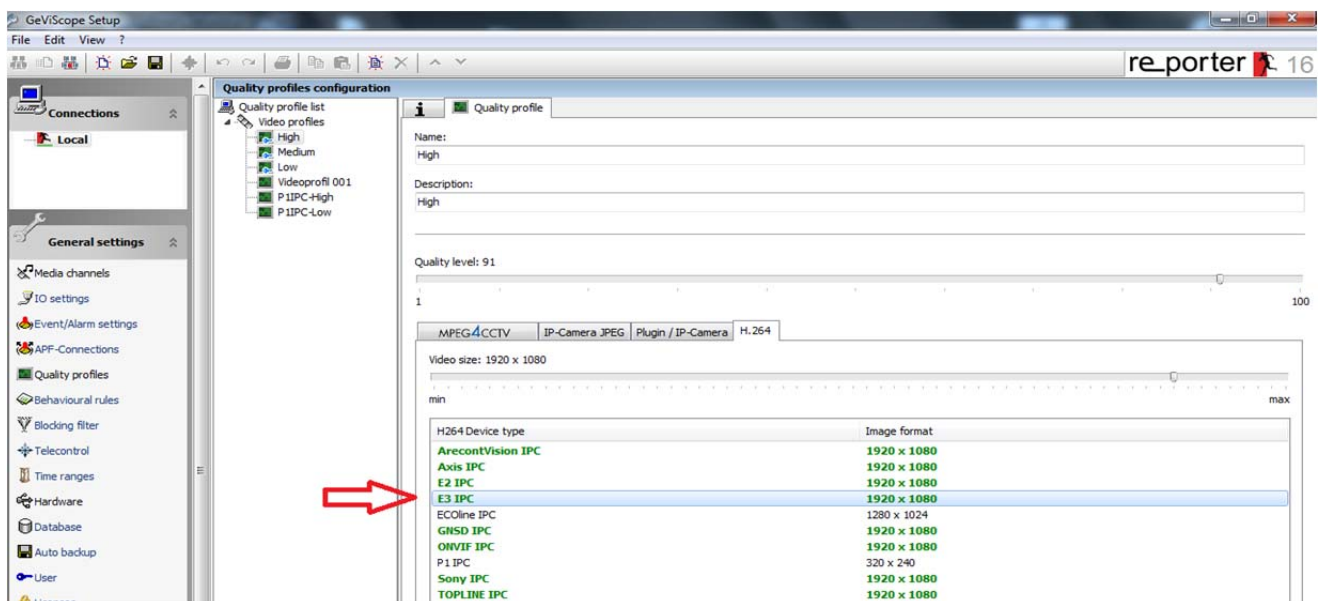 GeViScope Setup
File Edit View ?
re_porter 16
Connections
Local
General settings
Media channels
IO settings
Event/Alarm settings
APF-Connections
Quality profiles
Behavioural rules
Blocking filter
Telecontrol
Time ranges
Hardware
Database
Auto backup
User
Quality profiles configuration
Quality profile list
Video profiles
High
Medium
Low
Videoprofil 001
P1IPC-High
P1IPC-Low
i Quality profile
Name:
High
Description:
High
Quality level: 91
1 100
MPEG4CCTV IP-Camera JPEG Plugin / IP-Camera H.264
Video size: 1920 x 1080
min max
H264 Device type Image format
ArecontVision IPC 1920 x 1080
Axis IPC 1920 x 1080
E2 IPC 1920 x 1080
E3 IPC 1920 x 1080
ECOline IPC 1280 x 1024
GNSD IPC 1920 x 1080
ONVIF IPC 1920 x 1080
P1 IPC 320 x 240
Sony IPC 1920 x 1080
TOPLINE IPC 1920 x 1080